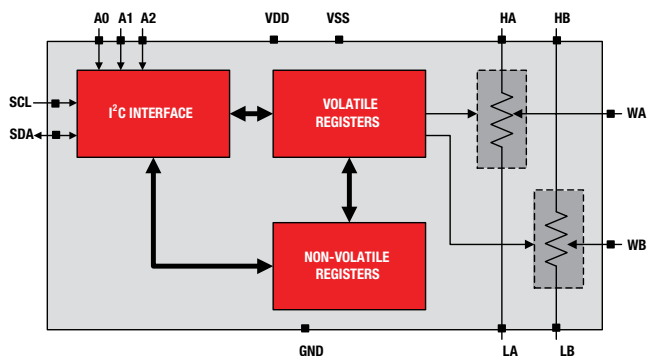 A0 A1 A2 VDD VSS HA HB
SCL
SDA
I²C INTERFACE
VOLATILE
REGISTERS
WA
NON-VOLATILE
REGISTERS
WB
GND LA LB